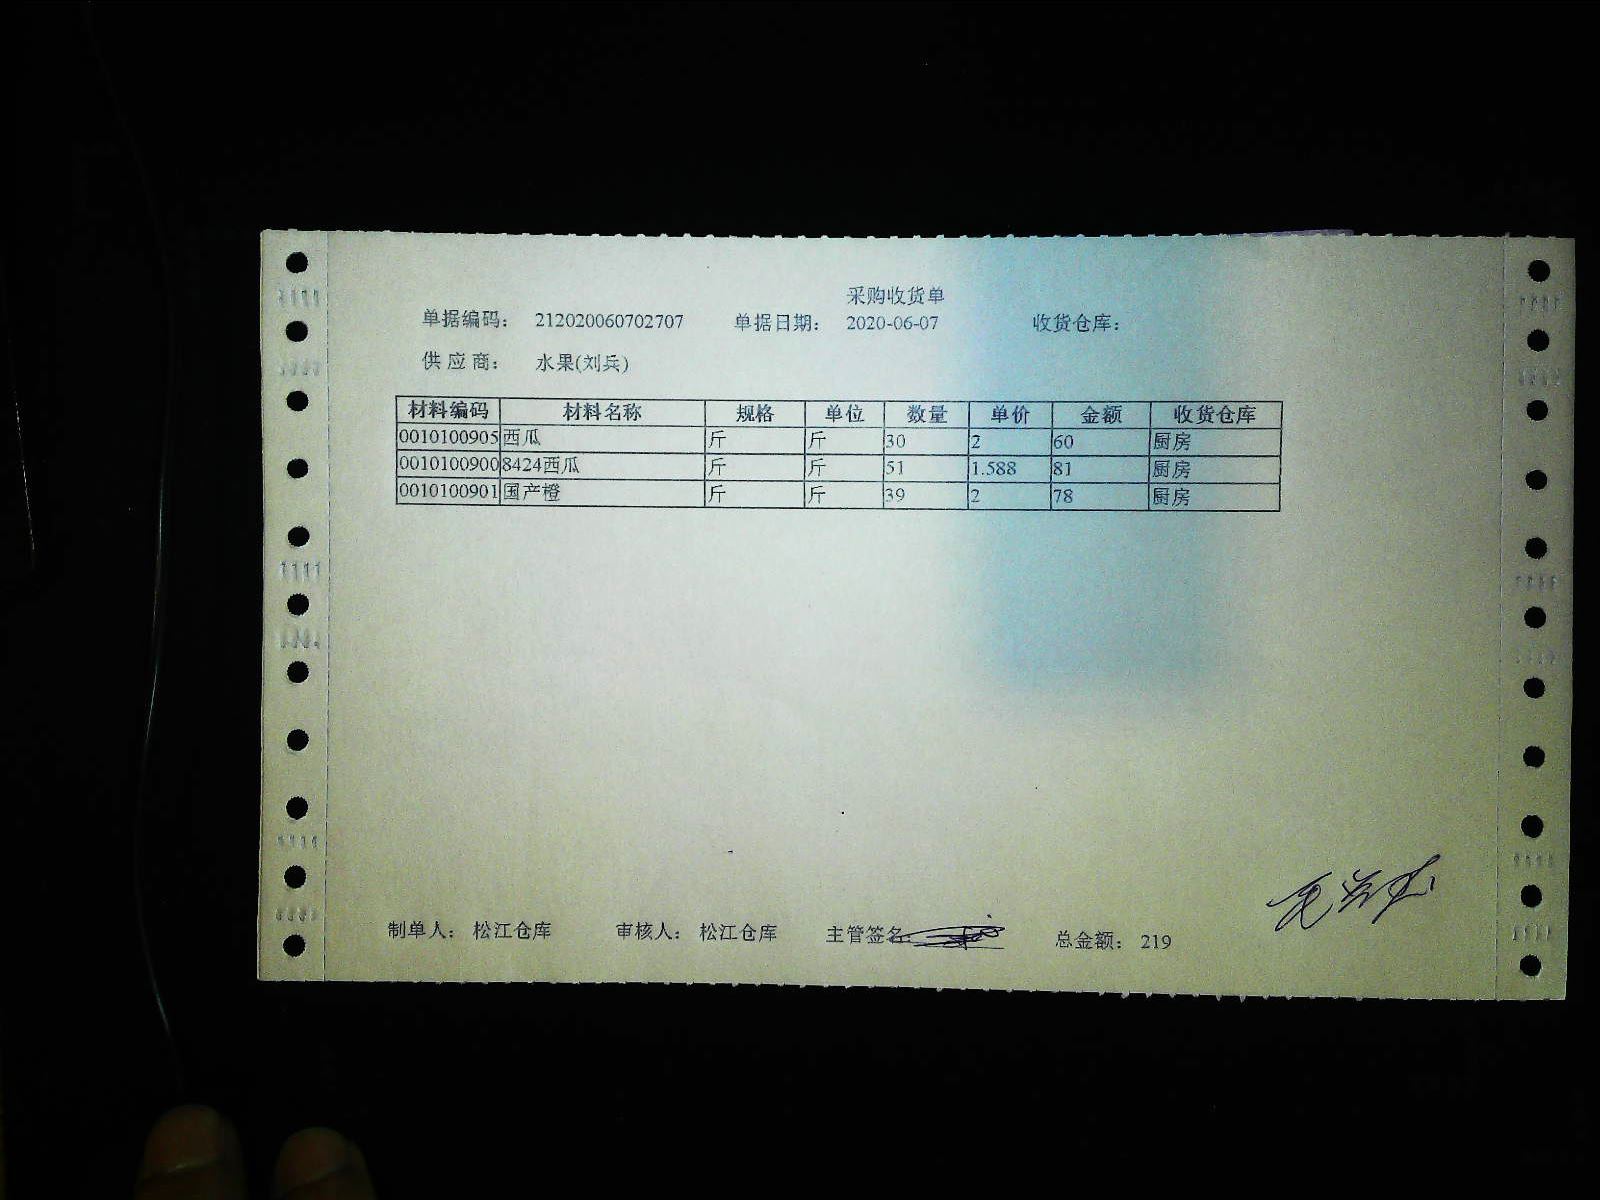 采购收货单
单据编码: 212020060702707 单据日期: 2020-06-07 收货仓库:
供应商: 水果(刘兵)
材料编码 材料名称 规格 单位 数量 单价 金额 收货仓库
0010100905 西瓜 斤 斤 30 2 60 厨房
0010100900 8424西瓜 斤 斤 51 1.588 81 厨房
0010100901 国产橙 斤 斤 39 2 78 厨房
制单人: 松江仓库 审核人: 松江仓库 主管签名: 总金额: 219